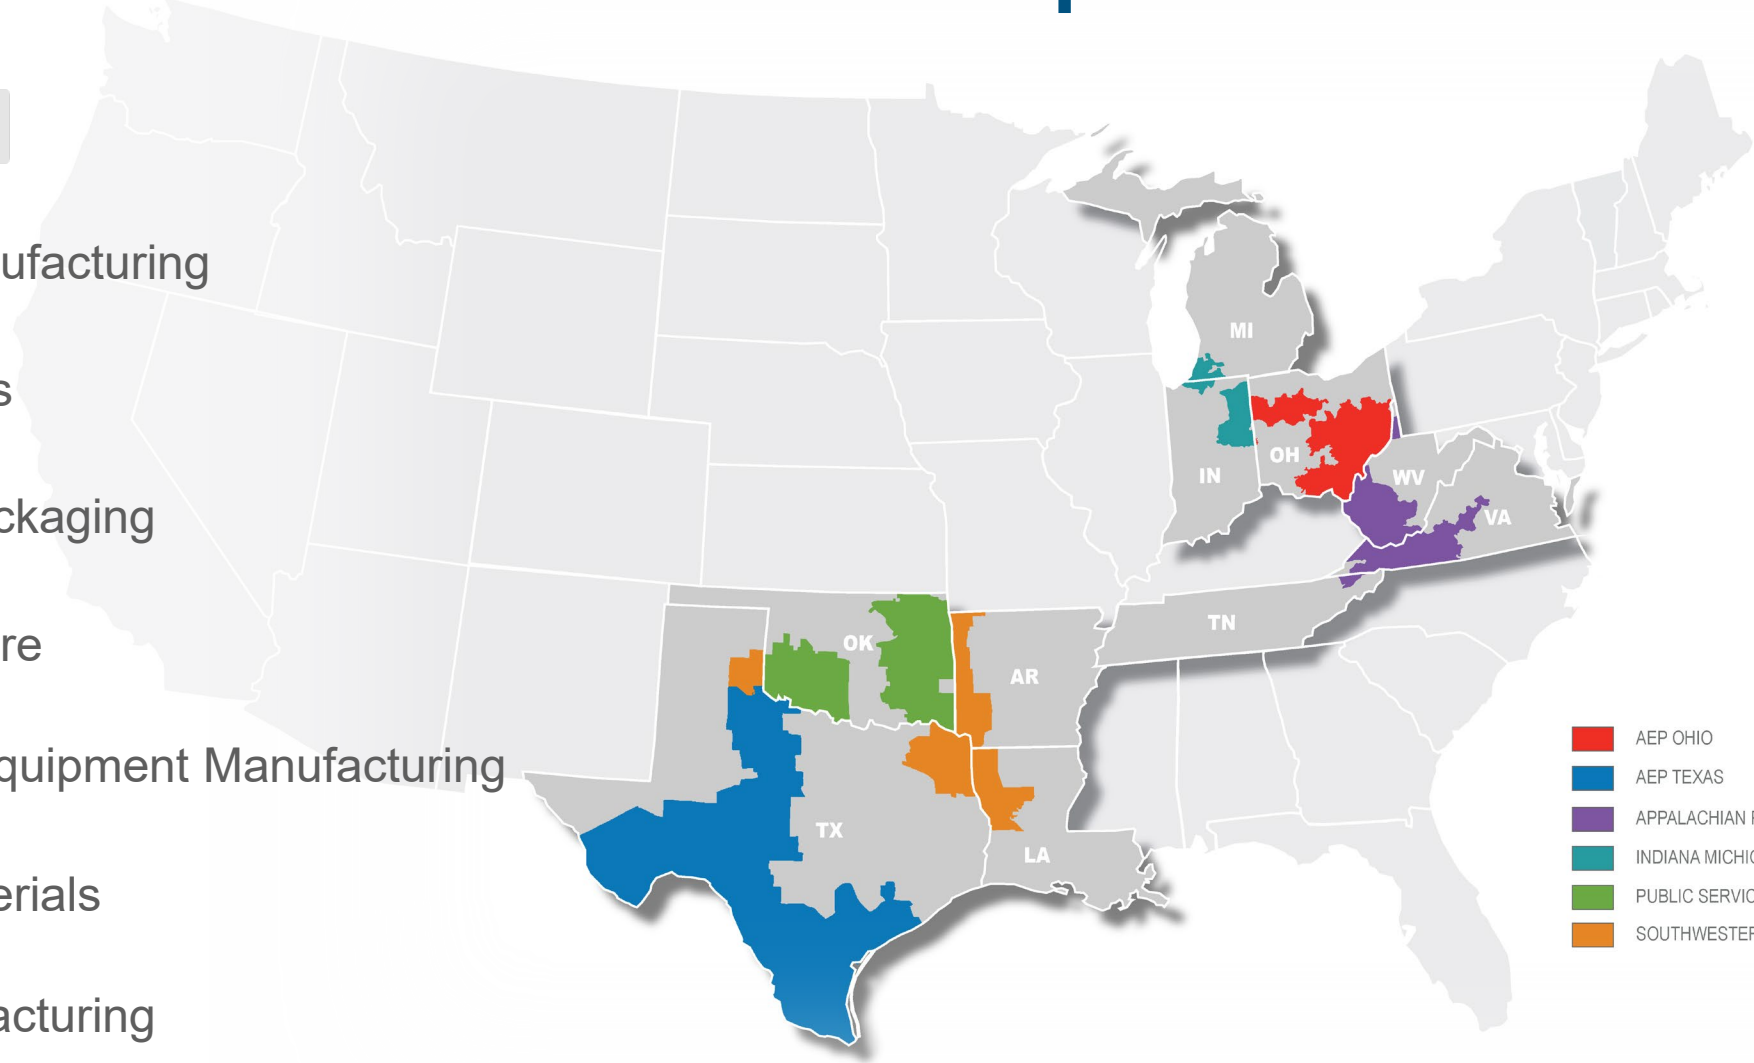 ufacturing
s
ckaging
re
quipment Manufacturing
erials
acturing
MI
OH
IN
WV
VA
TN
OK
AR
TX
LA
AEP OHIO
AEP TEXAS
APPALACHIAN
INDIANA MICHIG
PUBLIC SERVIC
SOUTHWESTER